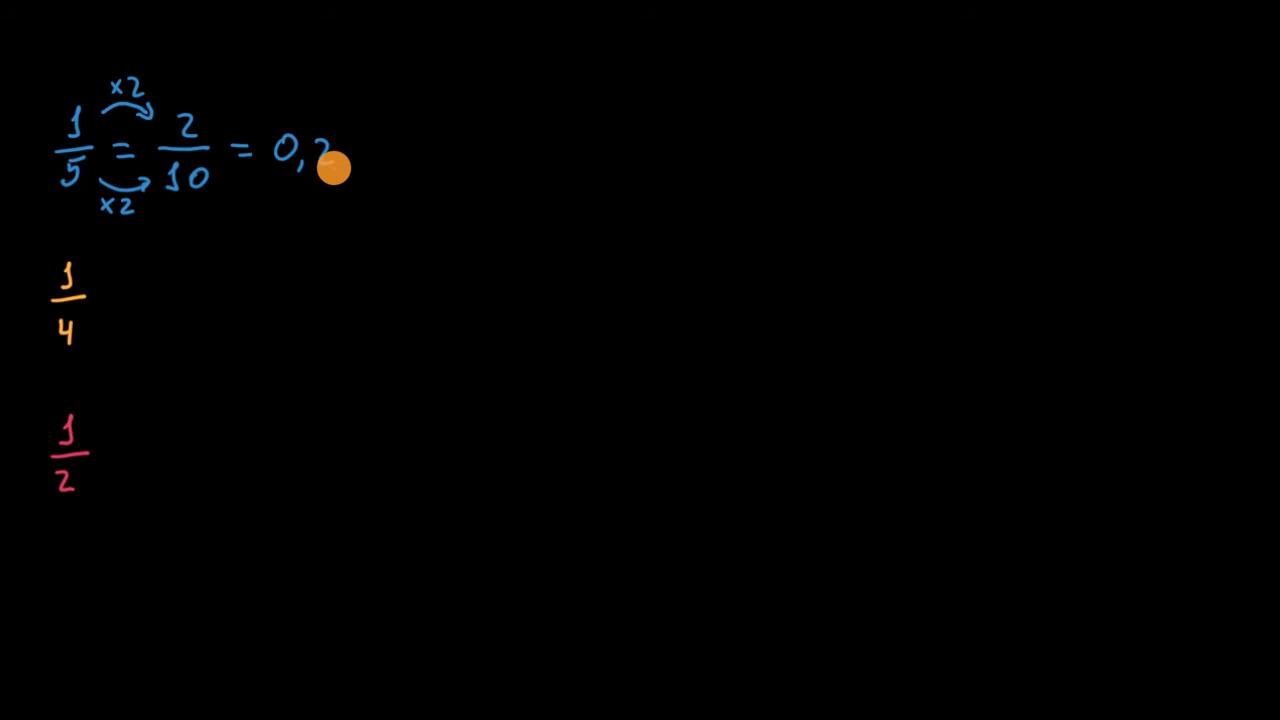 ×2
1/5 = 2/10 = 0,2
×2
1/4
1/2